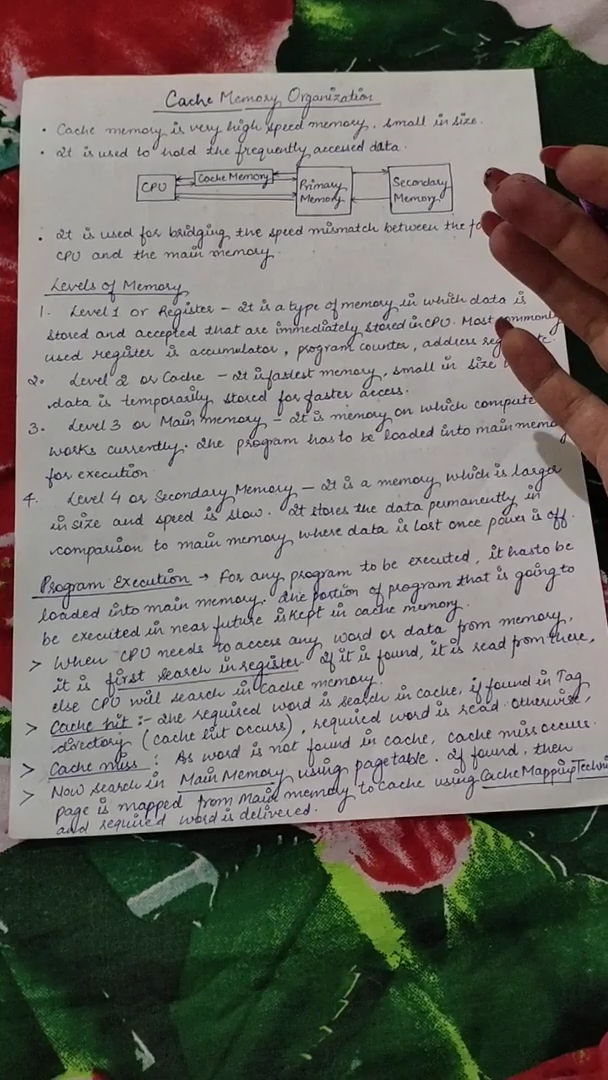 Cache Memory Organization
• Cache memory is very high speed memory, small in size.
• It is used to hold the frequently accessed data.
CPU
Cache Memory
Primary Memory
Secondary Memory
• It is used for bridging the speed mismatch between the
CPU and the main memory.
Levels of Memory
1. Level 1 or Register – It is a type of memory in which data is
stored and accepted that are immediately stored in CPU. Most commonly
used register is accumulator, program counter, address
2. Level 2 or Cache – It is fastest memory, small in size
data is temporarily stored for faster access.
3. Level 3 or Main memory – It is memory on which compute
works currently. The program has to be loaded into main memo
for execution.
4. Level 4 or Secondary Memory – It is a memory which is larger
in size and speed is slow. It stores the data permanently in
comparison to main memory where data is lost once power is off.
Program Execution → For any program to be executed, it has to be
loaded into main memory. The portion of program that is going to
be executed in near future is kept in cache memory.
> When CPU needs to access any word or data from memory,
it is first search in register. If it is found, it is read from there,
else CPU will search in cache memory.
> Cache hit :- The required word is search in cache, if found in Tag
directory (cache hit occurs), required word is read. Otherwise,
> Cache miss : As word is not found in cache, cache miss occurs.
> Now search in Main Memory using page table. If found, then
page is mapped from Main memory to cache using Cache Mapping Techni
and required word is delivered.